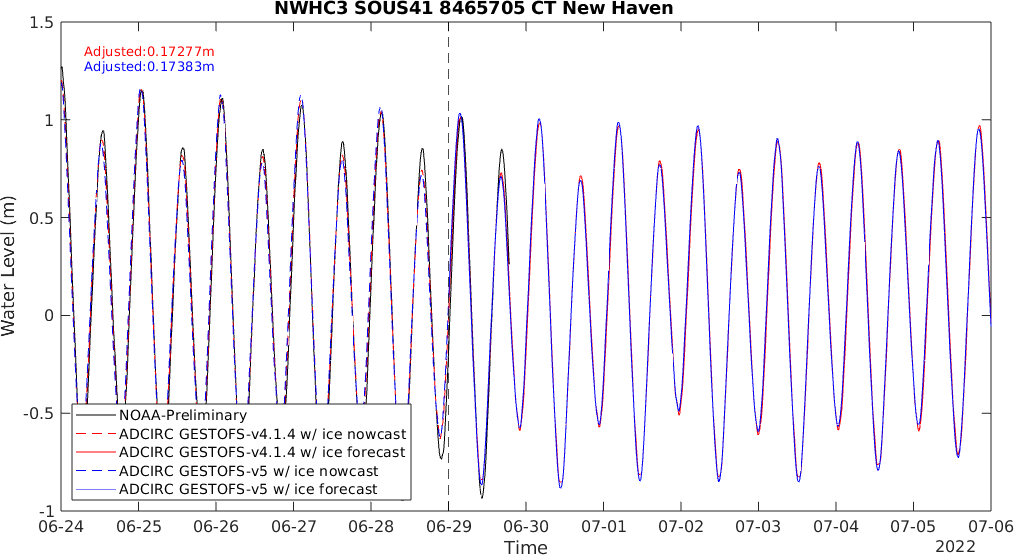 NWHC3 SOUS41 8465705 CT New Haven
1.5
Adjusted:0.17277m
Adjusted:0.17383m
1
0.5
Water Level (m)
0
-0.5
NOAA-Preliminary
ADCIRC GESTOFS-v4.1.4 w/ ice nowcast
ADCIRC GESTOFS-v4.1.4 w/ ice forecast
ADCIRC GESTOFS-v5 w/ ice nowcast
ADCIRC GESTOFS-v5 w/ ice forecast
-1
06-24 06-25 06-26 06-27 06-28 06-29 06-30 07-01 07-02 07-03 07-04 07-05 07-06
Time
2022